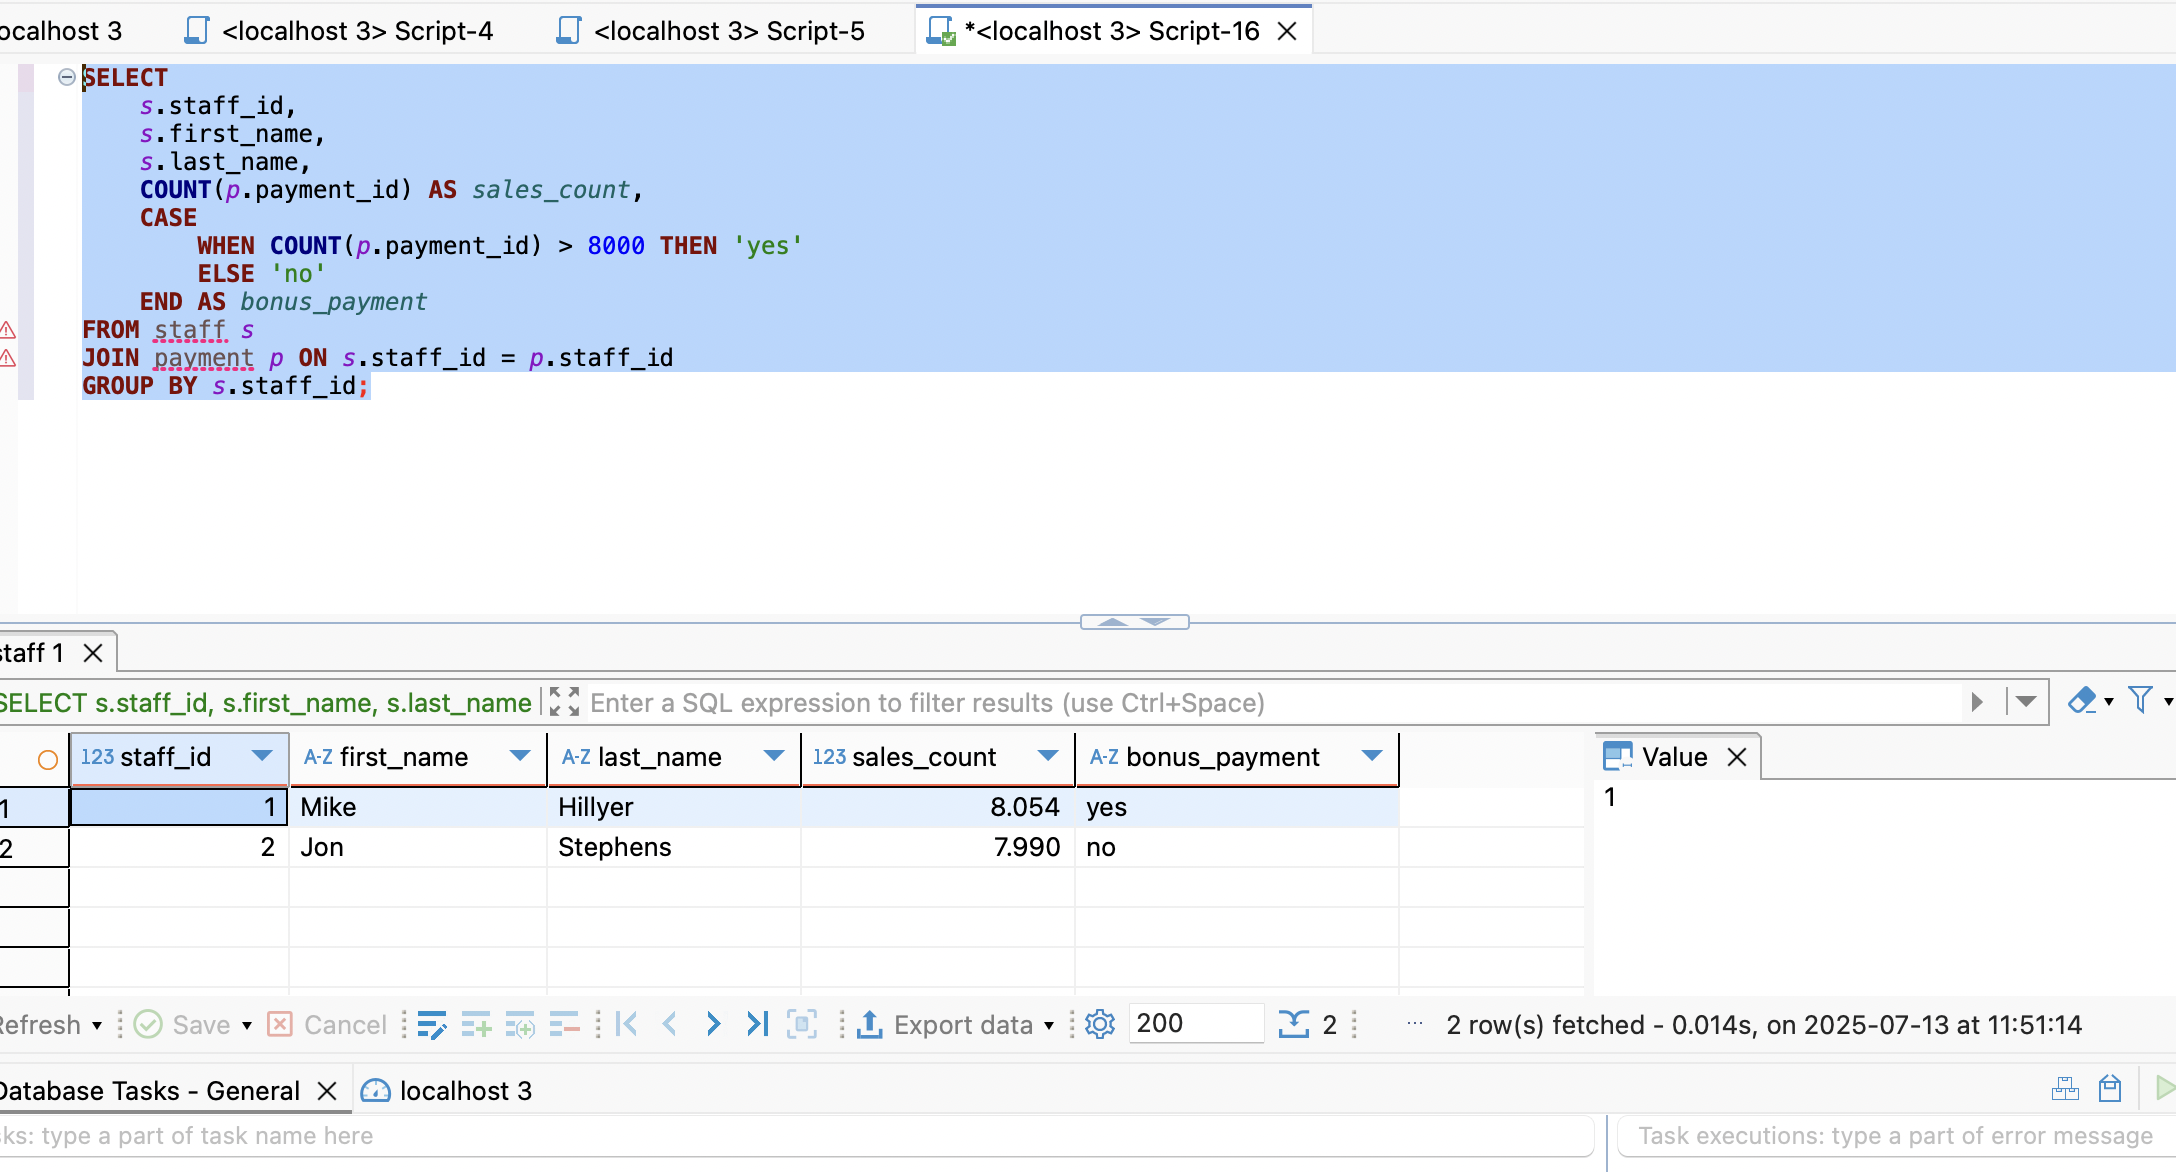 ocalhost 3 <localhost 3> Script-4 <localhost 3> Script-5 *<localhost 3> Script-16
SELECT
s.staff_id,
s.first_name,
s.last_name,
COUNT(p.payment_id) AS sales_count,
CASE
WHEN COUNT(p.payment_id) > 8000 THEN 'yes'
ELSE 'no'
END AS bonus_payment
FROM staff s
JOIN payment p ON s.staff_id = p.staff_id
GROUP BY s.staff_id;
staff 1
SELECT s.staff_id, s.first_name, s.last_name Enter a SQL expression to filter results (use Ctrl+Space)
123 staff_id A-Z first_name A-Z last_name 123 sales_count A-Z bonus_payment Value
1 1 Mike Hillyer 8.054 yes 1
2 2 Jon Stephens 7.990 no
Refresh Save Cancel Export data 200 2 ... 2 row(s) fetched - 0.014s, on 2025-07-13 at 11:51:14
Database Tasks - General localhost 3
ks: type a part of task name here Task executions: type a part of error message